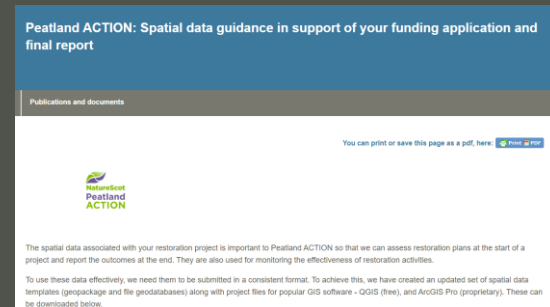 Peatland ACTION: Spatial data guidance in support of your funding application and
final report
Publications and documents
You can print or save this page as a pdf, here: Print PDF
NatureScot
Peatland
ACTION
The spatial data associated with your restoration project is important to Peatland ACTION so that we can assess restoration plans at the start of a
project and report the outcomes at the end. They are also used for monitoring the effectiveness of restoration activities.
To use these data effectively, we need them to be submitted in a consistent format. To achieve this, we have created an updated set of spatial data
templates (geopackage and file geodatabases) along with project files for popular GIS software - QGIS (free), and ArcGIS Pro (proprietary). These can
be downloaded below.